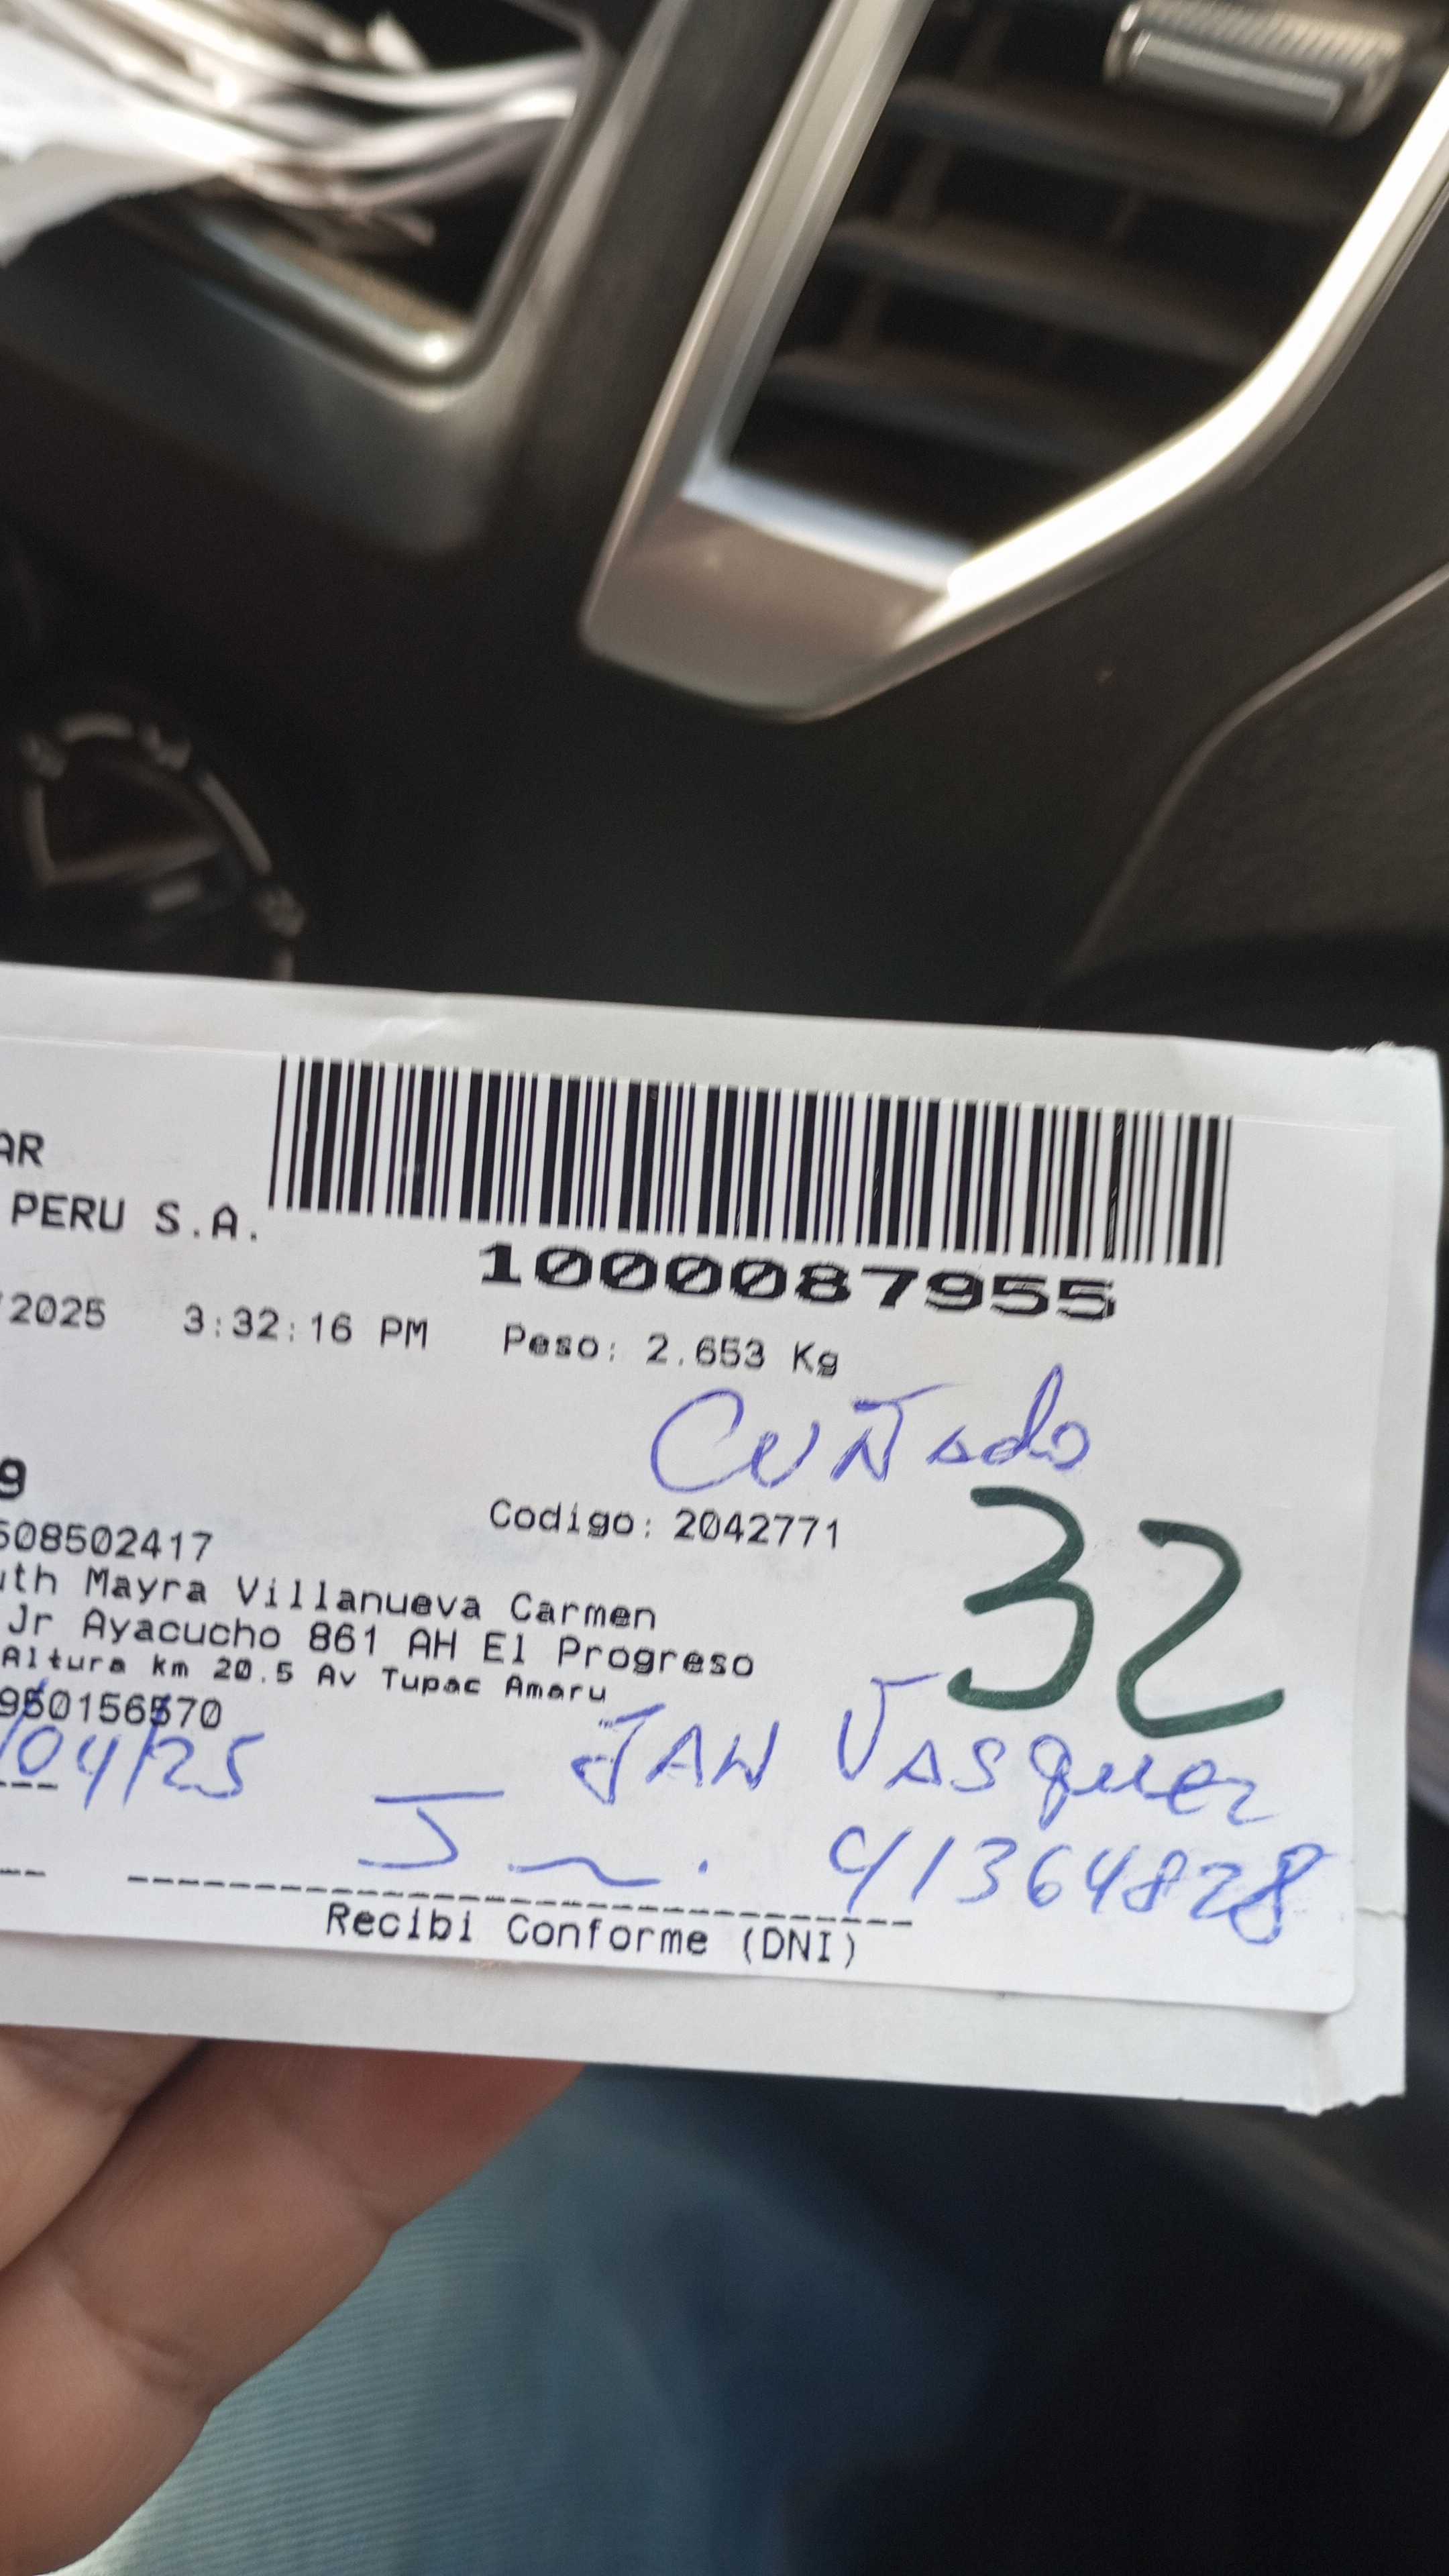 AR
PERU S.A.
1000087955
/2025 3:32:16 PM Peso: 2.653 Kg
CUÑado
9
Codigo: 2042771
32
608502417
uth Mayra Villanueva Carmen
Jr Ayacucho 861 AH El Progreso
Altura km 20.5 Av Tupac Amaru
950156570
/04/25
JAN VASquez
41364828
Recibi Conforme (DNI)